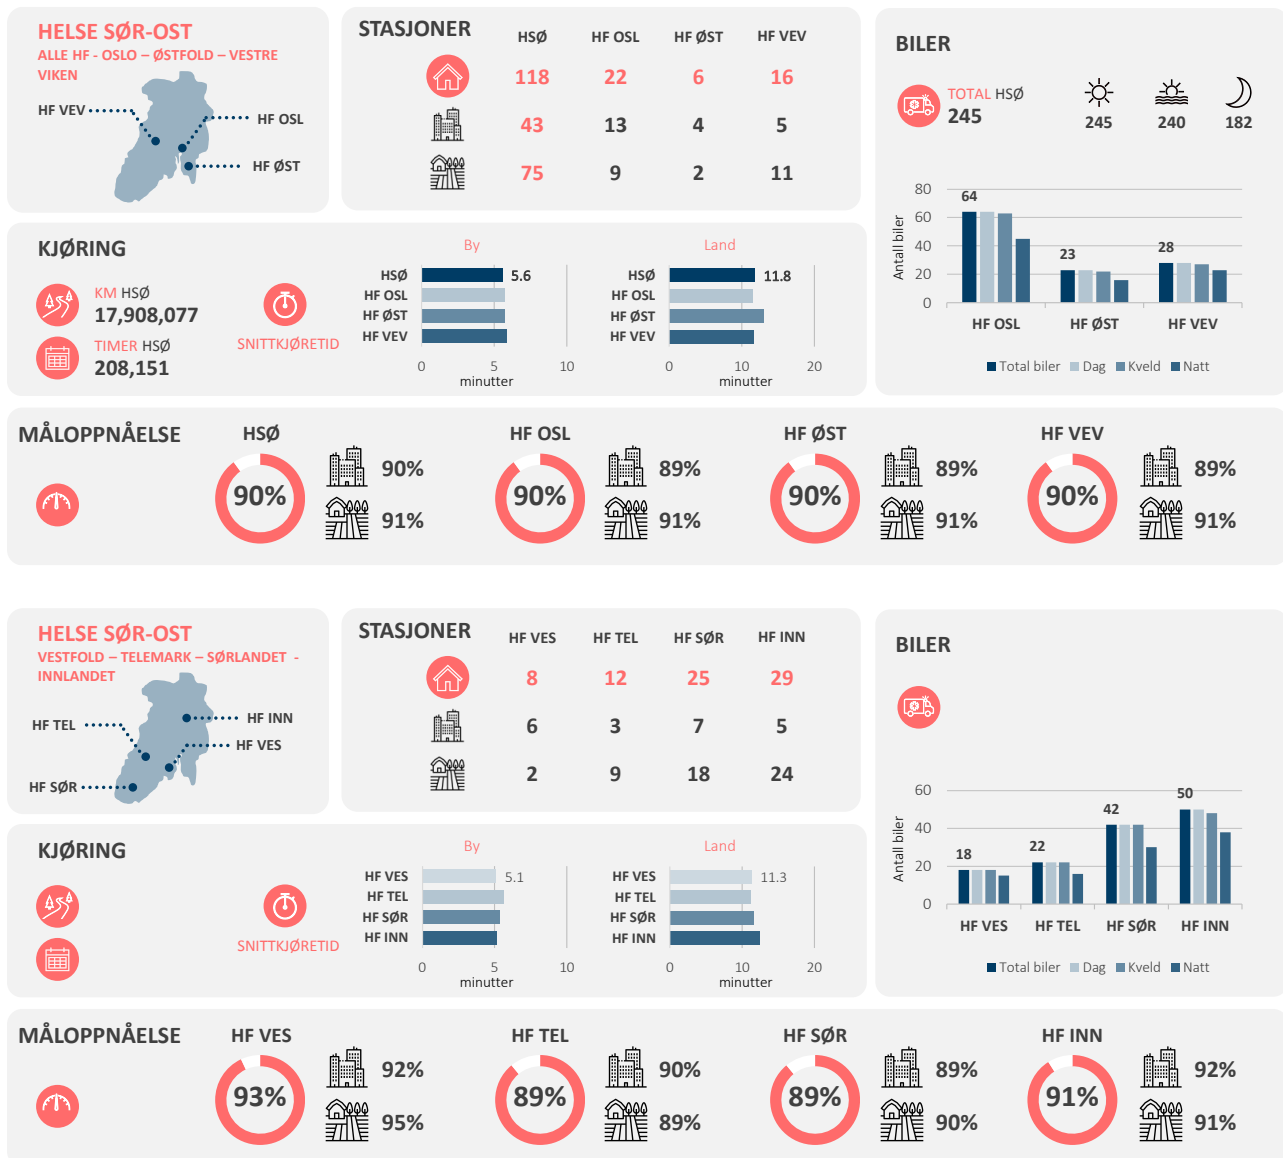 HELSE SØR-OST
ALLE HF - OSLO – ØSTFOLD – VESTRE
VIKEN
HF VEV
HF OSL
HF ØST
STASJONER
HSØ HF OSL HF ØST HF VEV
118 22 6 16
43 13 4 5
75 9 2 11
BILER
TOTAL HSØ
245
245 240 182
80
60
40
20
0
Antall biler
64
23
28
HF OSL HF ØST HF VEV
Total biler Dag Kveld Natt
KJØRING
KM HSØ
17,908,077
TIMER HSØ
208,151
SNITTKJØRETID
By
HSØ 5.6
HF OSL
HF ØST
HF VEV
0 5 10
minutter
Land
HSØ 11.8
HF OSL
HF ØST
HF VEV
0 10 20
minutter
MÅLOPPNÅELSE
HSØ
90%
90%
91%
HF OSL
90%
89%
91%
HF ØST
90%
89%
91%
HF VEV
90%
89%
91%
HELSE SØR-OST
VESTFOLD – TELEMARK – SØRLANDET -
INNLANDET
HF TEL
HF INN
HF VES
HF SØR
STASJONER
HF VES HF TEL HF SØR HF INN
8 12 25 29
6 3 7 5
2 9 18 24
BILER
60
40
20
0
Antall biler
18
22
42
50
HF VES HF TEL HF SØR HF INN
Total biler Dag Kveld Natt
KJØRING
SNITTKJØRETID
By
HF VES 5.1
HF TEL
HF SØR
HF INN
0 5 10
minutter
Land
HF VES 11.3
HF TEL
HF SØR
HF INN
0 10 20
minutter
MÅLOPPNÅELSE
HF VES
93%
92%
95%
HF TEL
89%
90%
89%
HF SØR
89%
89%
90%
HF INN
91%
92%
91%